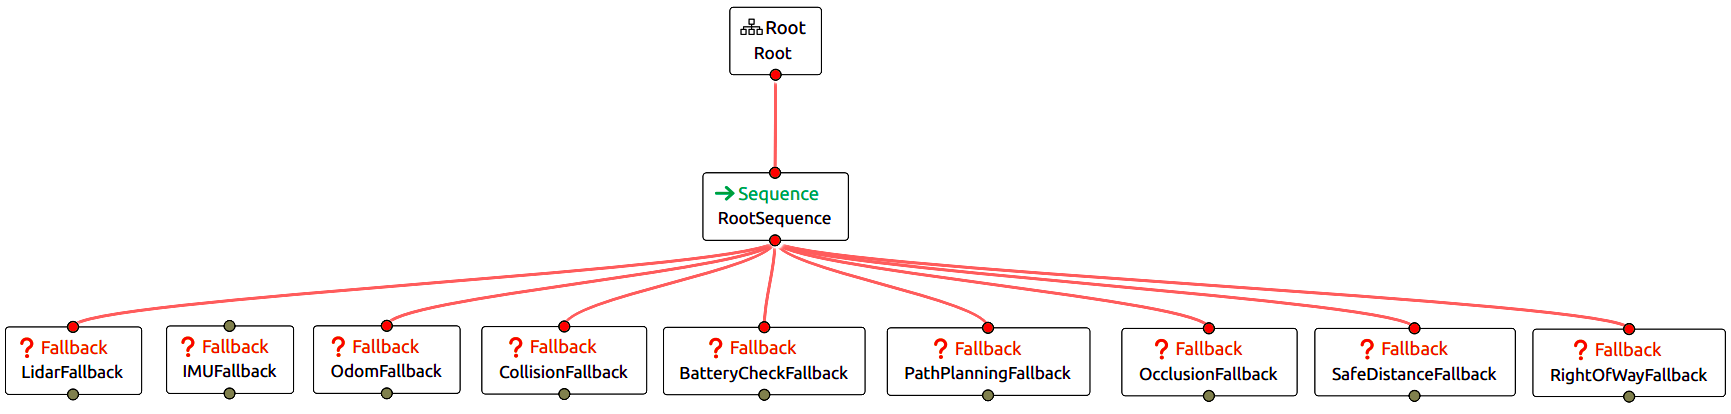 Root
Root
Sequence
RootSequence
Fallback
LidarFallback
Fallback
IMUFallback
Fallback
OdomFallback
Fallback
CollisionFallback
Fallback
BatteryCheckFallback
Fallback
PathPlanningFallback
Fallback
OcclusionFallback
Fallback
SafeDistanceFallback
Fallback
RightOfWayFallback